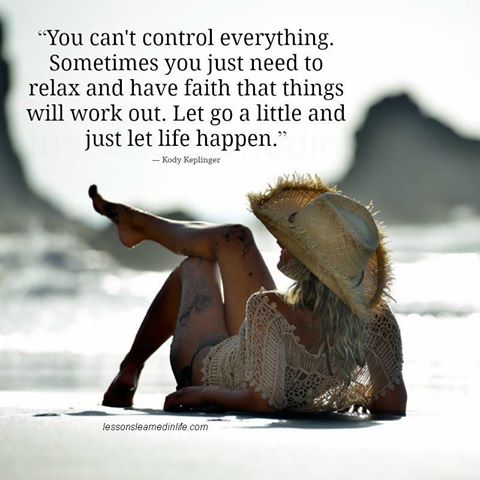 “You can't control everything.
Sometimes you just need to
relax and have faith that things
will work out. Let go a little and
just let life happen.”
— Kody Keplinger
lessonslearnedinlife.com